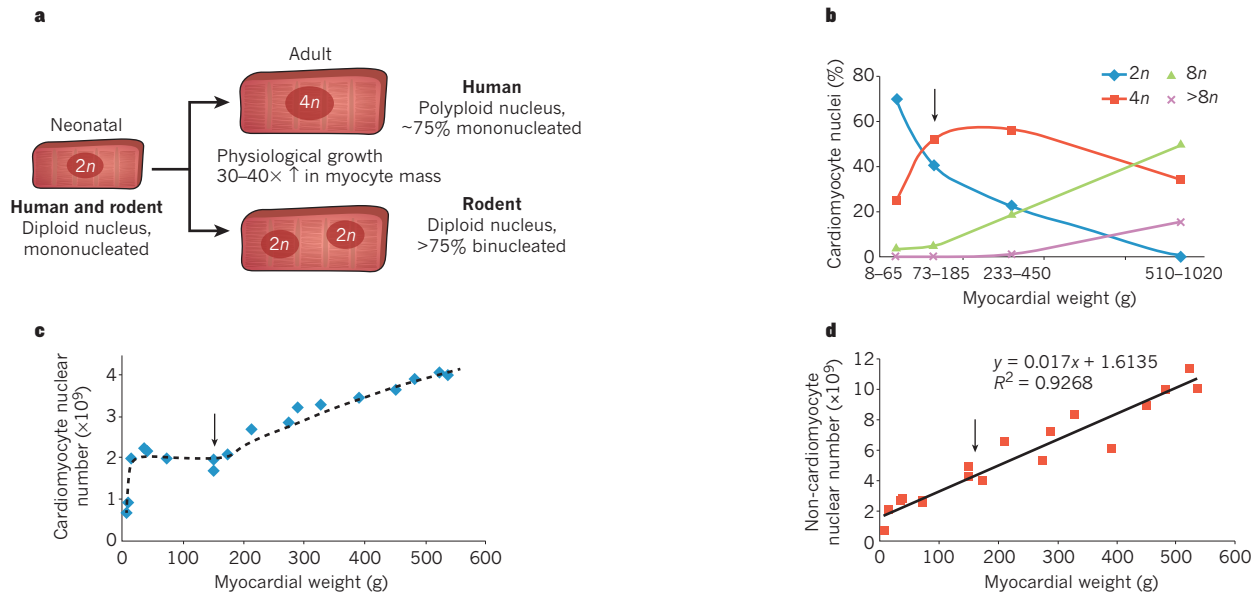 a
Neonatal
2n
Human and rodent
Diploid nucleus,
mononucleated
Adult
4n
Human
Polyploid nucleus,
~75% mononucleated
Physiological growth
30–40× ↑ in myocyte mass
2n
2n
Rodent
Diploid nucleus,
>75% binucleated
b
Cardiomyocyte nuclei (%)
80
60
40
20
0
2n
8n
4n
>8n
8–65 73–185 233–450 510–1020
Myocardial weight (g)
c
Cardiomyocyte nuclear
number (×10⁹)
4
3
2
1
0
0 100 200 300 400 500 600
Myocardial weight (g)
d
Non-cardiomyocyte
nuclear number (×10⁹)
12
10
8
6
4
2
0
y = 0.017x + 1.6135
R² = 0.9268
0 100 200 300 400 500 600
Myocardial weight (g)